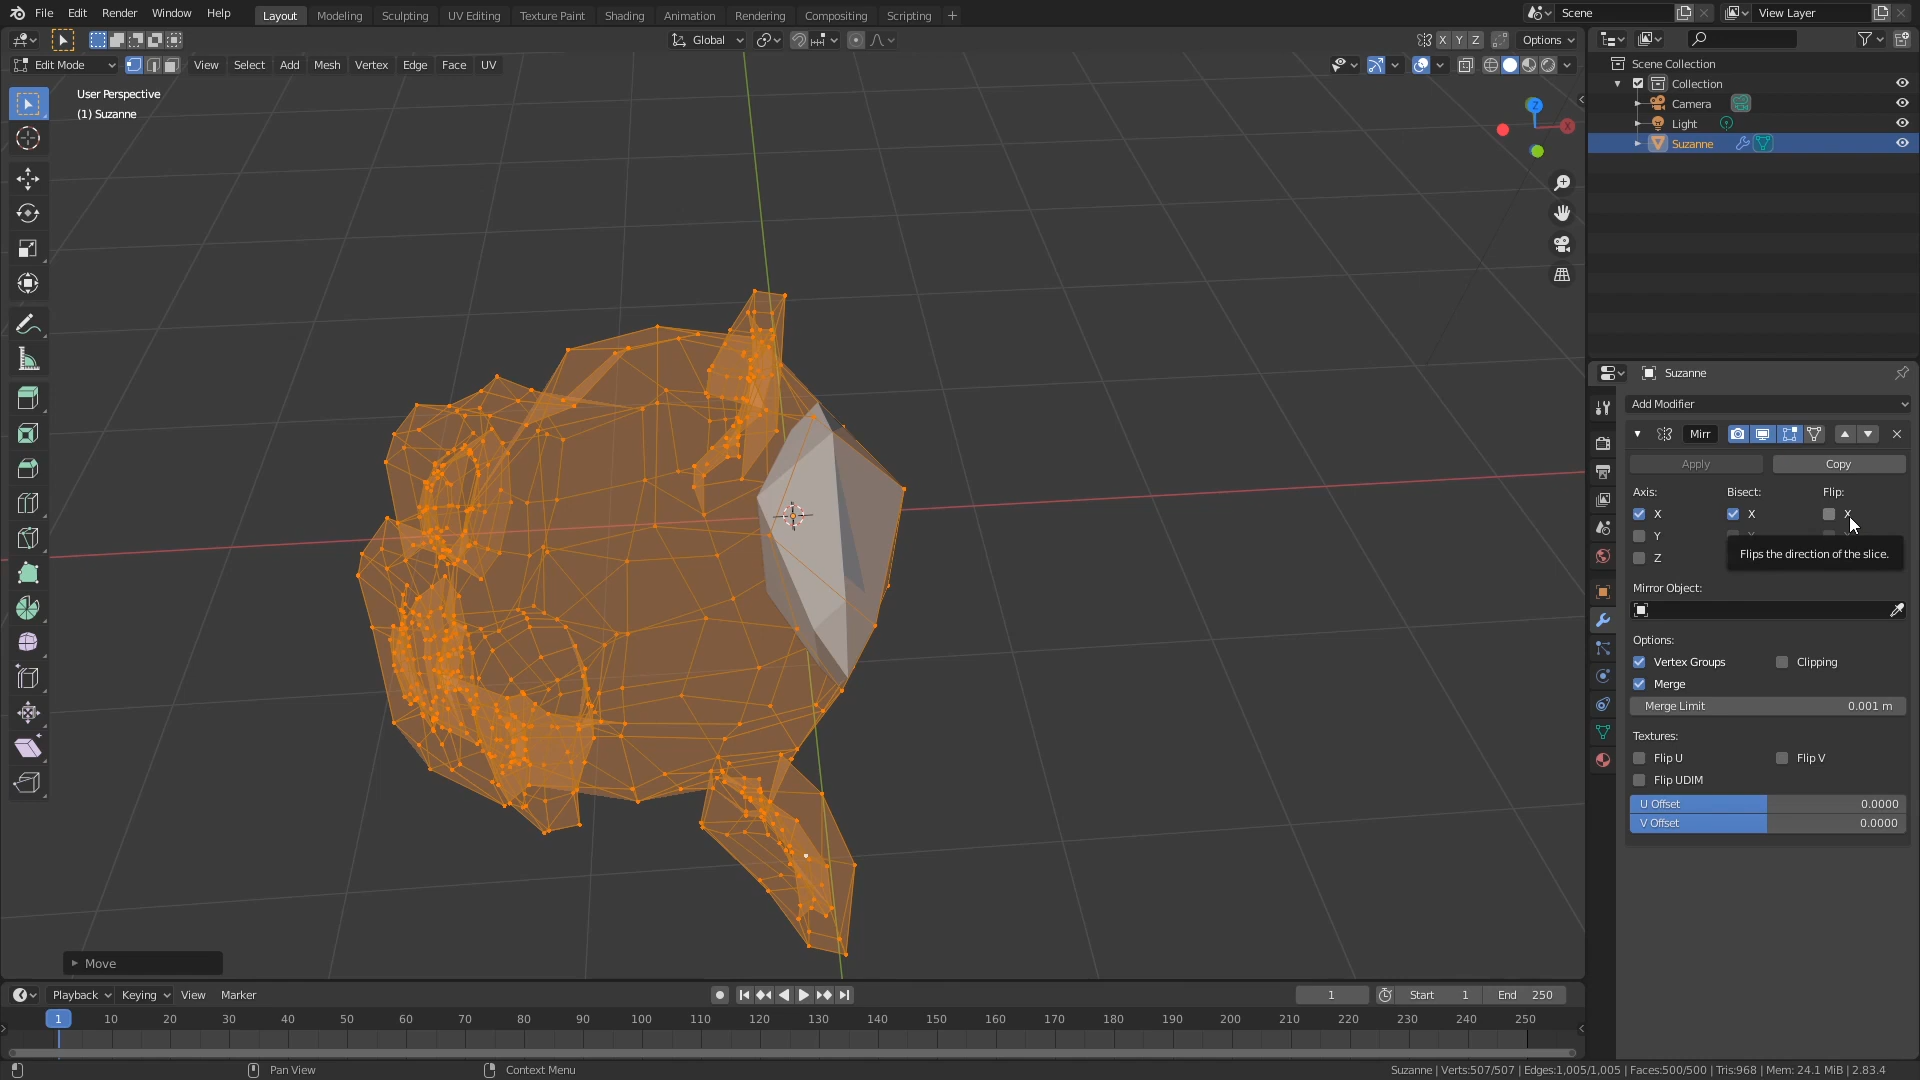 File Edit Render Window Help Layout Modeling Sculpting UV Editing Texture Paint Shading Animation Rendering Compositing Scripting + Scene View Layer
Global X Y Z Options
Edit Mode View Select Add Mesh Vertex Edge Face UV
User Perspective
(1) Suzanne
Z
X
Scene Collection
Collection
Camera
Light
Suzanne
Suzanne
Add Modifier
Mirr
Apply Copy
Axis: Bisect: Flip:
X X X
Y
Flips the direction of the slice.
Z
Mirror Object:
Options:
Vertex Groups Clipping
Merge
Merge Limit 0.001 m
Textures:
Flip U Flip V
Flip UDIM
U Offset 0.0000
V Offset 0.0000
Move
Playback Keying View Marker 1 Start 1 End 250
1 10 20 30 40 50 60 70 80 90 100 110 120 130 140 150 160 170 180 190 200 210 220 230 240 250
Pan View Context Menu Suzanne | Verts:507/507 | Edges:1,005/1,005 | Faces:500/500 | Tris:968 | Mem: 24.1 MiB | 2.83.4